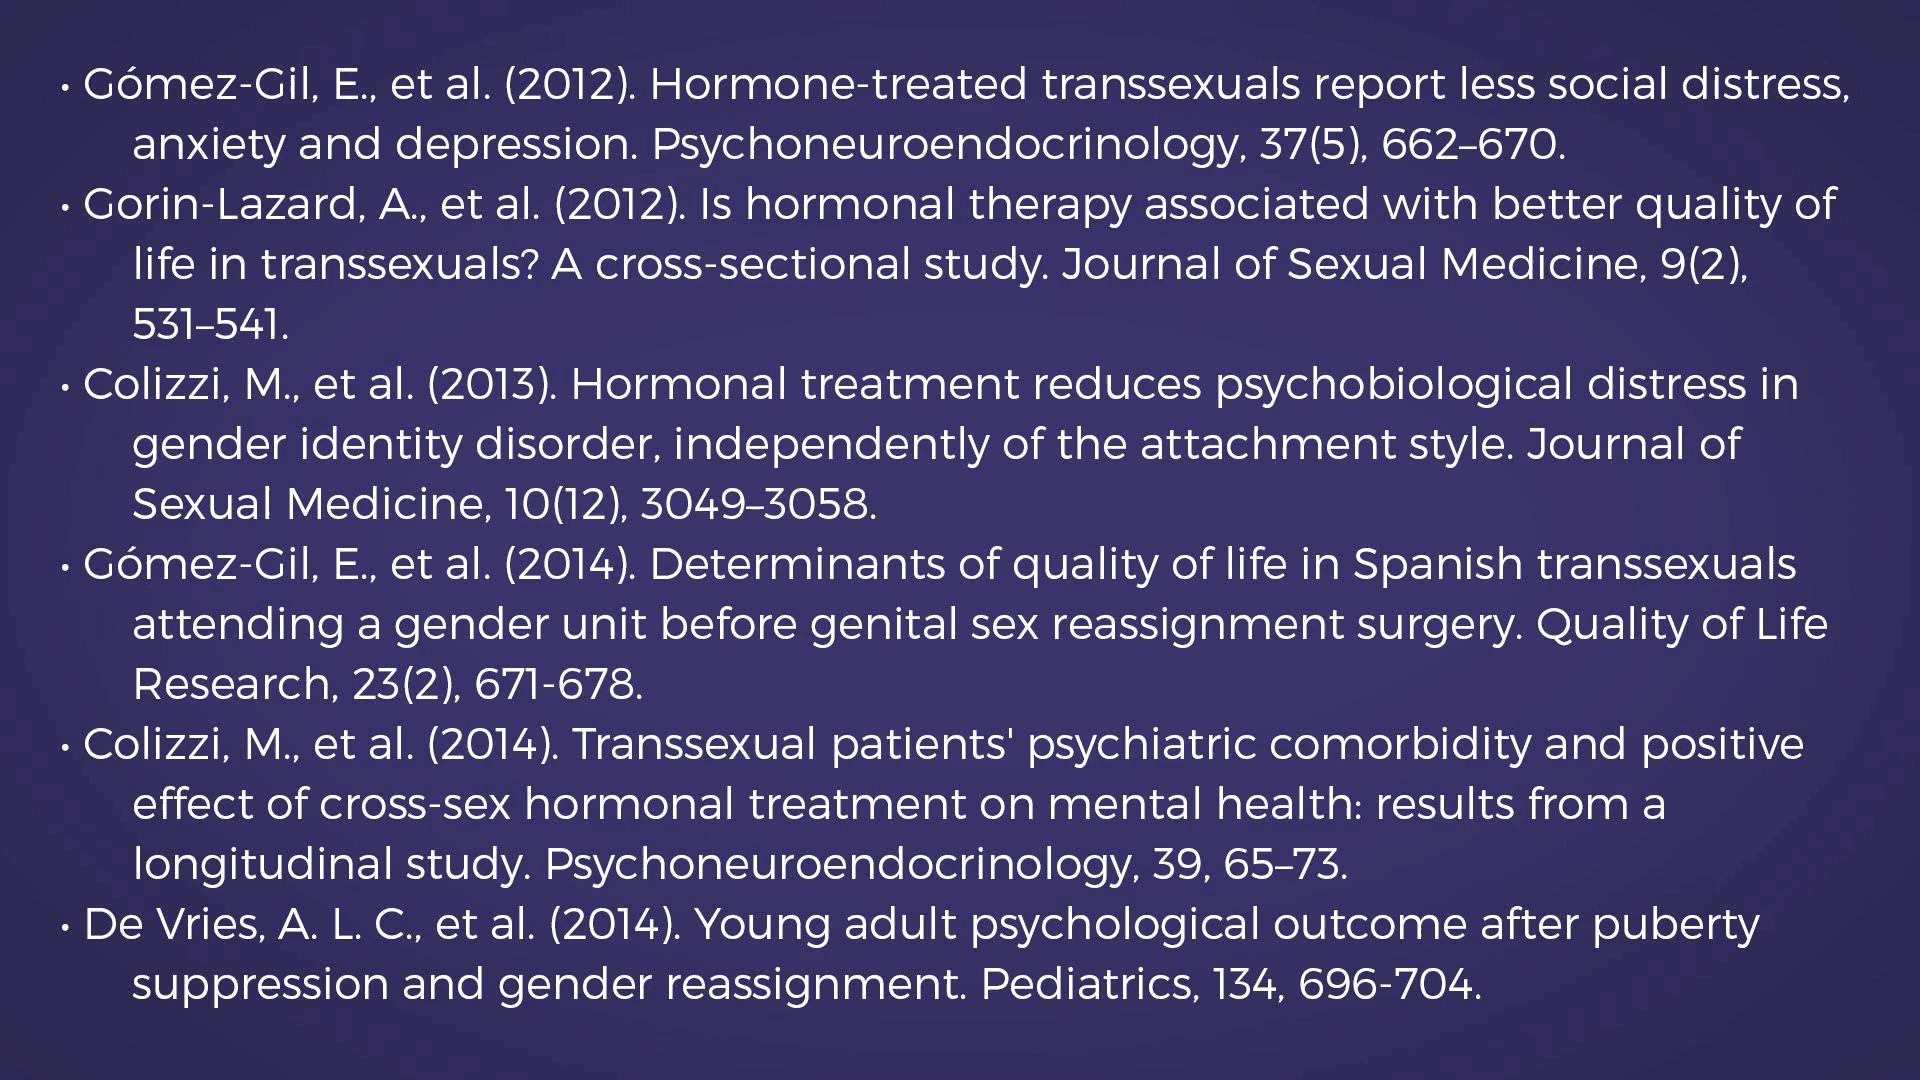 • Gómez-Gil, E., et al. (2012). Hormone-treated transsexuals report less social distress,
anxiety and depression. Psychoneuroendocrinology, 37(5), 662–670.
• Gorin-Lazard, A., et al. (2012). Is hormonal therapy associated with better quality of
life in transsexuals? A cross-sectional study. Journal of Sexual Medicine, 9(2),
531–541.
• Colizzi, M., et al. (2013). Hormonal treatment reduces psychobiological distress in
gender identity disorder, independently of the attachment style. Journal of
Sexual Medicine, 10(12), 3049–3058.
• Gómez-Gil, E., et al. (2014). Determinants of quality of life in Spanish transsexuals
attending a gender unit before genital sex reassignment surgery. Quality of Life
Research, 23(2), 671-678.
• Colizzi, M., et al. (2014). Transsexual patients' psychiatric comorbidity and positive
effect of cross-sex hormonal treatment on mental health: results from a
longitudinal study. Psychoneuroendocrinology, 39, 65–73.
• De Vries, A. L. C., et al. (2014). Young adult psychological outcome after puberty
suppression and gender reassignment. Pediatrics, 134, 696-704.